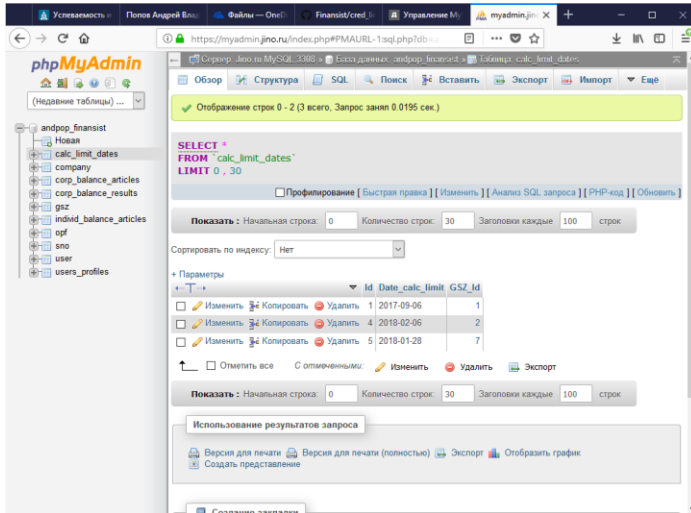 Успеваемость и
Попов Андрей Влад
Файлы — OneD
Finansist/cred_li
Управление My
myadmin.jino
https://myadmin.jino.ru/index.php#PMAURL-1:sql.php?db=
phpMyAdmin
(Недавние таблицы) ...
andpop_finansist
Новая
calc_limit_dates
company
corp_balance_articles
corp_balance_results
gsz
individ_balance_articles
opf
sno
user
users_profiles
Сервер: Jino.ru MySQL:3308 » База данных: andpop_finansist » Таблица: calc_limit_dates
Обзор Структура SQL Поиск Вставить Экспорт Импорт Ещё
Отображение строк 0 - 2 (3 всего, Запрос занял 0.0195 сек.)
SELECT *
FROM `calc_limit_dates`
LIMIT 0 , 30
Профилирование [ Быстрая правка ] [ Изменить ] [ Анализ SQL запроса ] [ PHP-код ] [ Обновить ]
Показать : Начальная строка: 0 Количество строк: 30 Заголовки каждые 100 строк
Сортировать по индексу: Нет
+ Параметры
←T→ Id Date_calc_limit GSZ_Id
Изменить Копировать Удалить 1 2017-09-06 1
Изменить Копировать Удалить 4 2018-02-06 2
Изменить Копировать Удалить 5 2018-01-28 7
Отметить все С отмеченными: Изменить Удалить Экспорт
Показать : Начальная строка: 0 Количество строк: 30 Заголовки каждые 100 строк
Использование результатов запроса
Версия для печати Версия для печати (полностью) Экспорт Отобразить график
Создать представление
Создание закладки